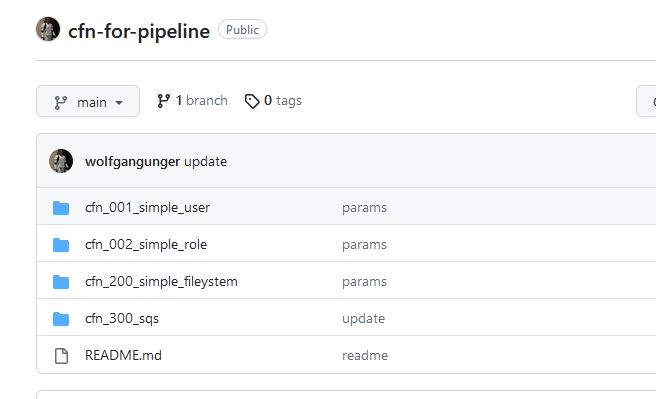 cfn-for-pipeline Public
main 1 branch 0 tags
wolfgangunger update
cfn_001_simple_user params
cfn_002_simple_role params
cfn_200_simple_fileystem params
cfn_300_sqs update
README.md readme